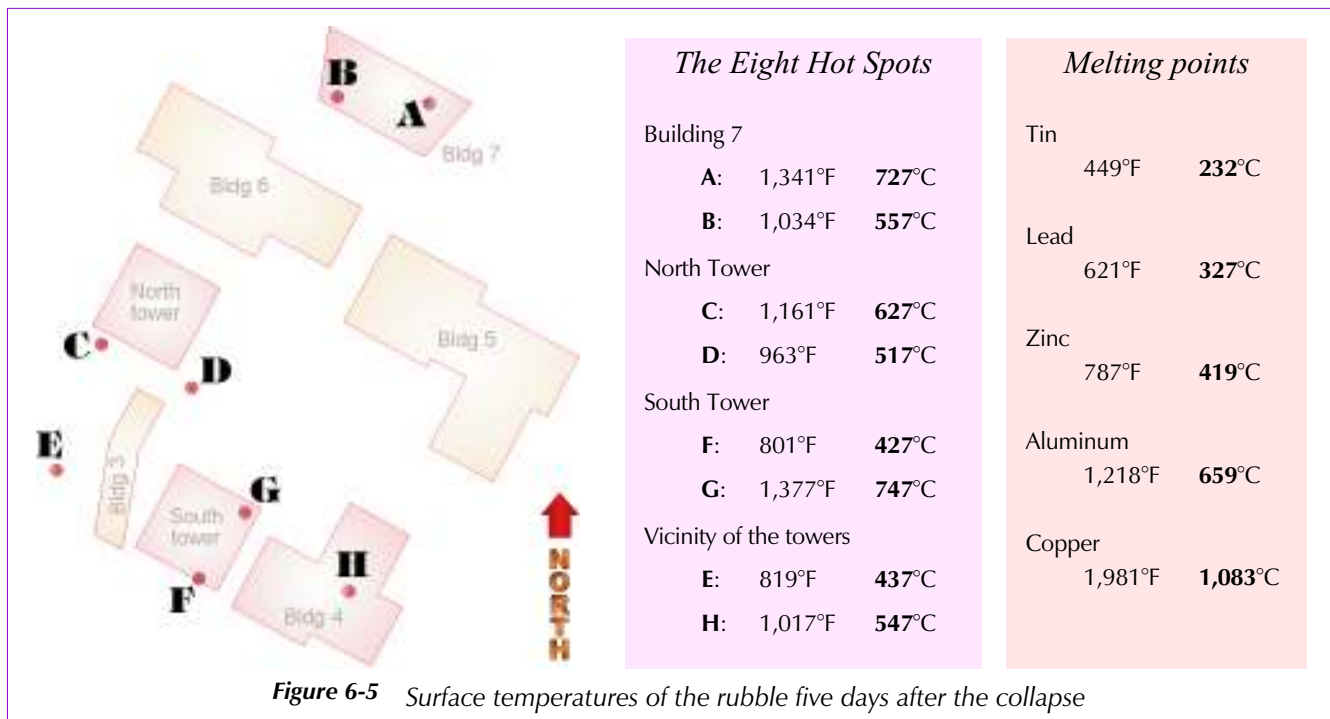 B
A
Bldg 7
Bldg 6
North
tower
Bldg 5
C
D
E
Bldg 3
G
South
tower
H
F
Bldg 4
NORTH
The Eight Hot Spots
Building 7
A: 1,341°F 727°C
B: 1,034°F 557°C
North Tower
C: 1,161°F 627°C
D: 963°F 517°C
South Tower
F: 801°F 427°C
G: 1,377°F 747°C
Vicinity of the towers
E: 819°F 437°C
H: 1,017°F 547°C
Melting points
Tin
449°F 232°C
Lead
621°F 327°C
Zinc
787°F 419°C
Aluminum
1,218°F 659°C
Copper
1,981°F 1,083°C
Figure 6-5 Surface temperatures of the rubble five days after the collapse